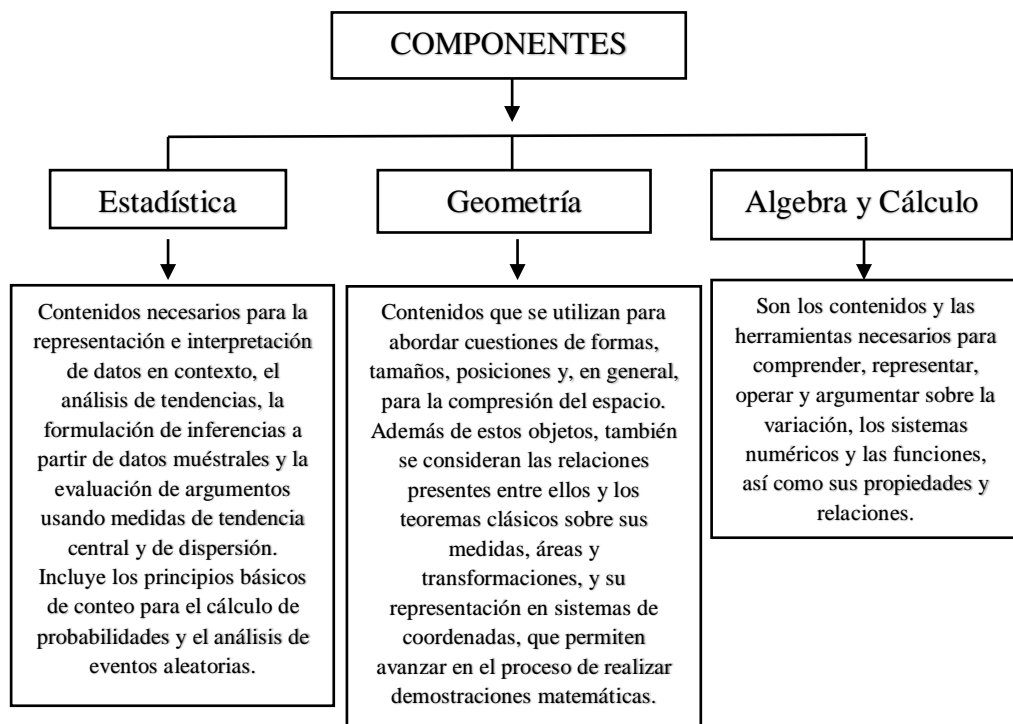 COMPONENTES
Estadística
Geometría
Algebra y Cálculo
Contenidos necesarios para la
representación e interpretación
de datos en contexto, el
análisis de tendencias, la
formulación de inferencias a
partir de datos muéstrales y la
evaluación de argumentos
usando medidas de tendencia
central y de dispersión.
Incluye los principios básicos
de conteo para el cálculo de
probabilidades y el análisis de
eventos aleatorias.
Contenidos que se utilizan para
abordar cuestiones de formas,
tamaños, posiciones y, en general,
para la compresión del espacio.
Además de estos objetos, también
se consideran las relaciones
presentes entre ellos y los
teoremas clásicos sobre sus
medidas, áreas y
transformaciones, y su
representación en sistemas de
coordenadas, que permiten
avanzar en el proceso de realizar
demostraciones matemáticas.
Son los contenidos y las
herramientas necesarios para
comprender, representar,
operar y argumentar sobre la
variación, los sistemas
numéricos y las funciones,
así como sus propiedades y
relaciones.